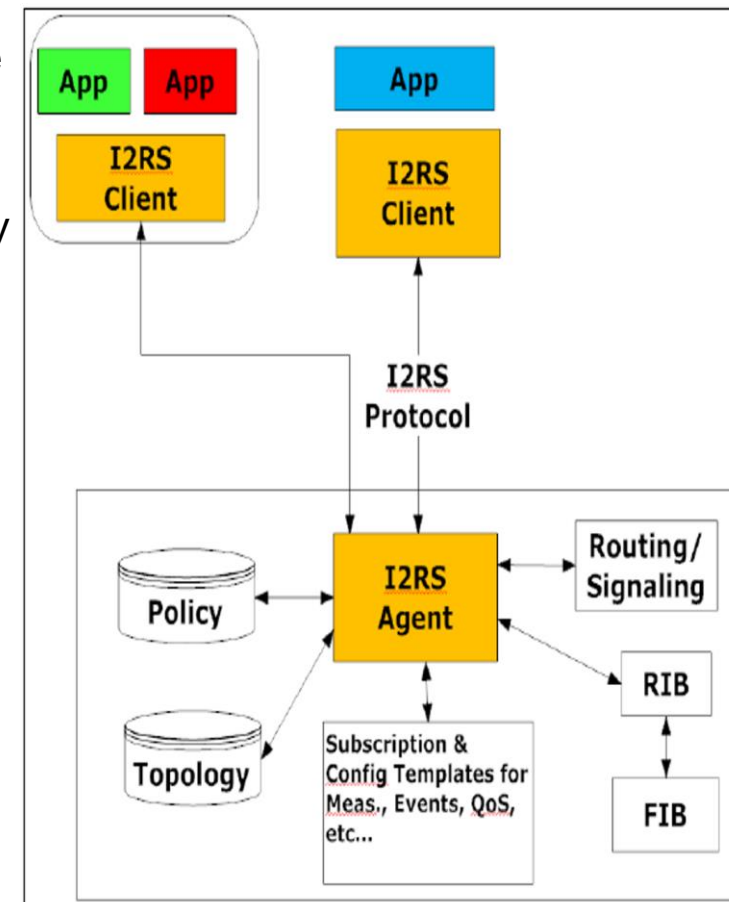 App
App
App
I2RS
Client
I2RS
Client
I2RS
Protocol
I2RS
Agent
Policy
Topology
Subscription &
Config Templates for
Meas., Events, QoS,
etc...
Routing/
Signaling
RIB
FIB